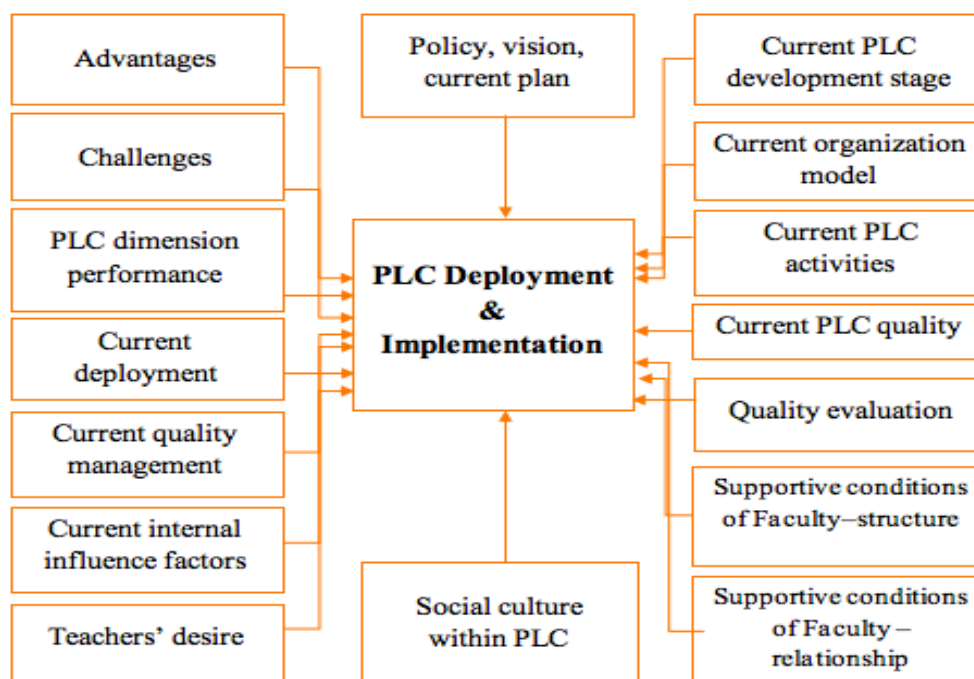 Advantages
Challenges
PLC dimension
performance
Current
deployment
Current quality
management
Current internal
influence factors
Teachers’ desire
Policy, vision,
current plan
PLC Deployment
&
Implementation
Social culture
within PLC
Current PLC
development stage
Current organization
model
Current PLC
activities
Current PLC quality
Quality evaluation
Supportive conditions
of Faculty–structure
Supportive conditions
of Faculty –
relationship